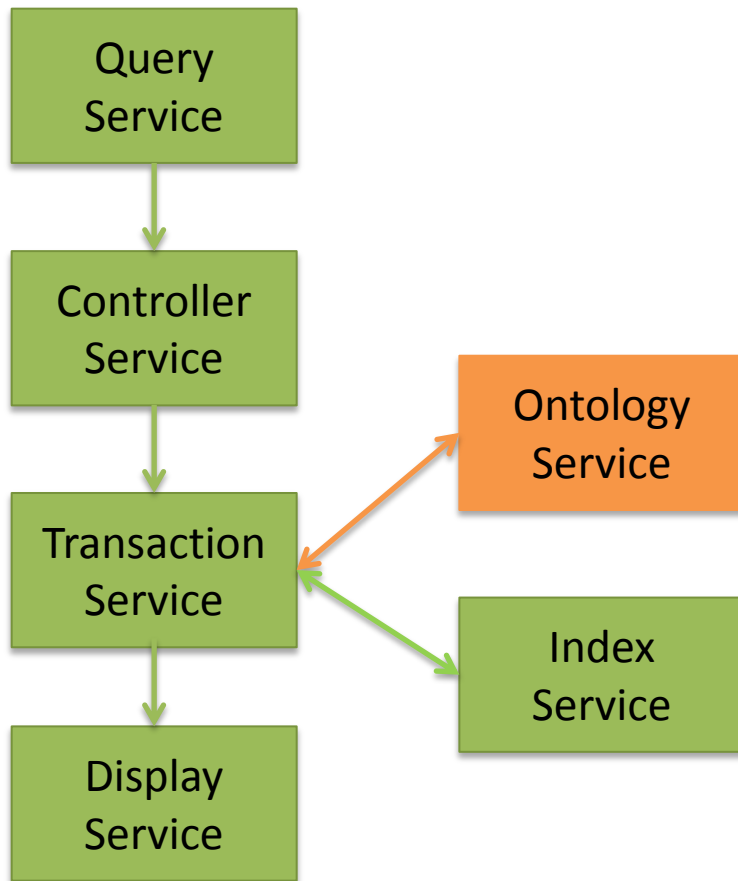 Query
Service
Controller
Service
Ontology
Service
Transaction
Service
Index
Service
Display
Service